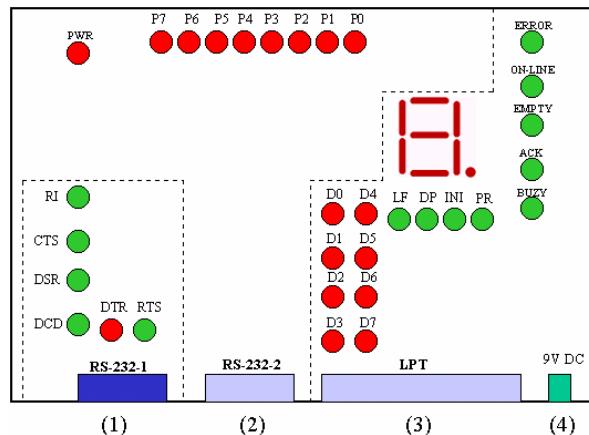 P7 P6 P5 P4 P3 P2 P1 P0
PWR
ERROR
ON-LINE
EMPTY
ACK
BUZY
RI
CTS
DSR
DCD
DTR RTS
D0 D4
D1 D5
D2 D6
D3 D7
LF DP INI PR
RS-232-1 RS-232-2 LPT 9V DC
(1) (2) (3) (4)